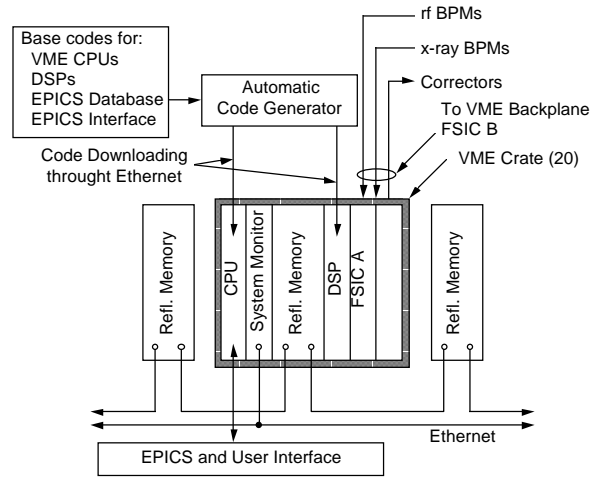 rf BPMs
Base codes for:
VME CPUs
DSPs
EPICS Database
EPICS Interface
x-ray BPMs
Automatic
Code Generator
Correctors
To VME Backplane
FSIC B
Code Downloading
throught Ethernet
VME Crate (20)
Refl. Memory
CPU
System Monitor
Refl. Memory
DSP
FSIC A
Refl. Memory
Ethernet
EPICS and User Interface